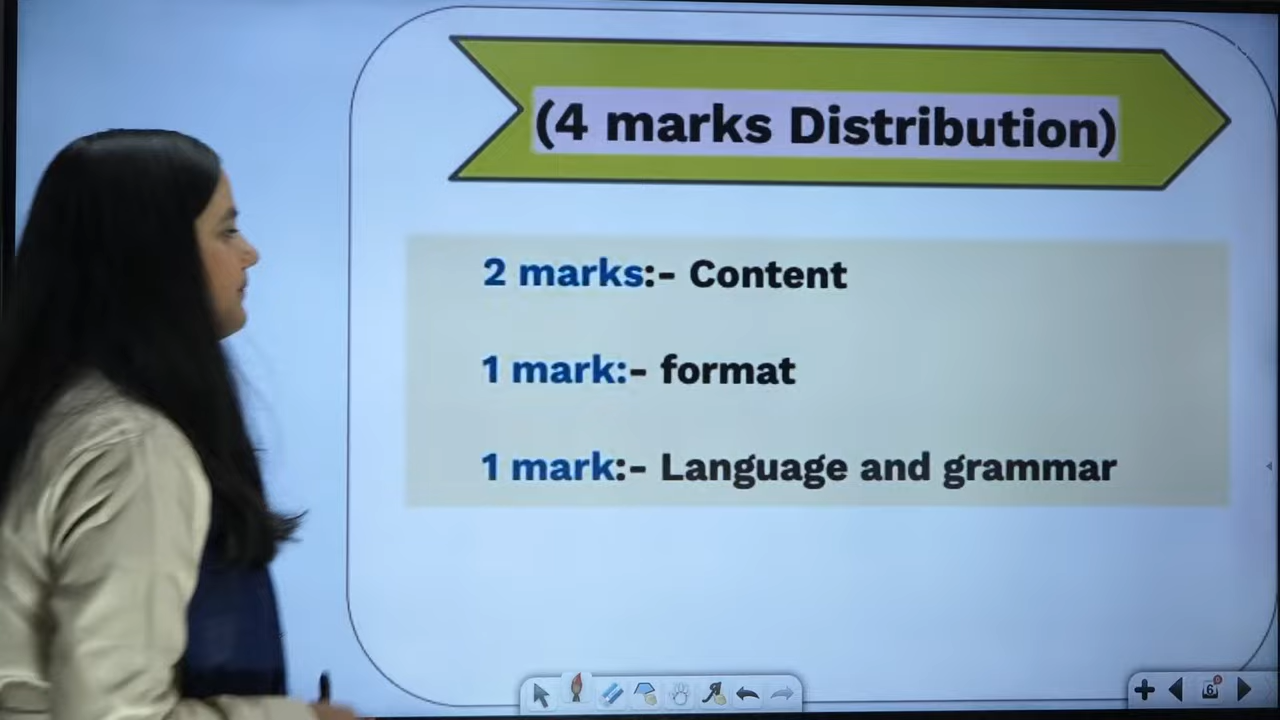 (4 marks Distribution)
2 marks:- Content
1 mark:- format
1 mark:- Language and grammar